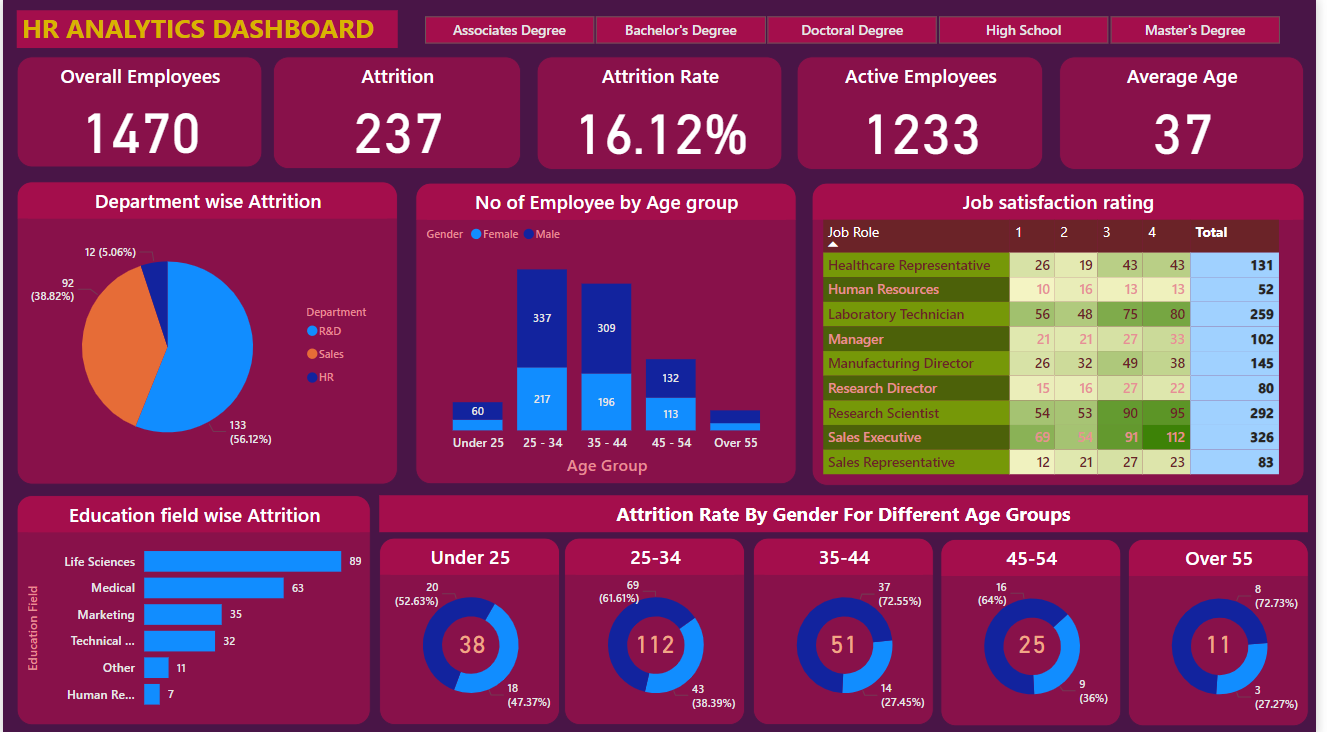 HR ANALYTICS DASHBOARD
Associates Degree
Bachelor's Degree
Doctoral Degree
High School
Master's Degree
Overall Employees
1470
Attrition
237
Attrition Rate
16.12%
Active Employees
1233
Average Age
37
Department wise Attrition
12 (5.06%)
92
(38.82%)
133
(56.12%)
Department
R&D
Sales
HR
No of Employee by Age group
Gender Female Male
337
309
132
60
217
196
113
Under 25 25 - 34 35 - 44 45 - 54 Over 55
Age Group
Job satisfaction rating
Job Role 1 2 3 4 Total
Healthcare Representative 26 19 43 43 131
Human Resources 10 16 13 13 52
Laboratory Technician 56 48 75 80 259
Manager 21 21 27 33 102
Manufacturing Director 26 32 49 38 145
Research Director 15 16 27 22 80
Research Scientist 54 53 90 95 292
Sales Executive 69 54 91 112 326
Sales Representative 12 21 27 23 83
Education field wise Attrition
Education Field
Life Sciences 89
Medical 63
Marketing 35
Technical ... 32
Other 11
Human Re... 7
Attrition Rate By Gender For Different Age Groups
Under 25
20
(52.63%)
38
18
(47.37%)
25-34
69
(61.61%)
112
43
(38.39%)
35-44
37
(72.55%)
51
14
(27.45%)
45-54
16
(64%)
25
9
(36%)
Over 55
8
(72.73%)
11
3
(27.27%)